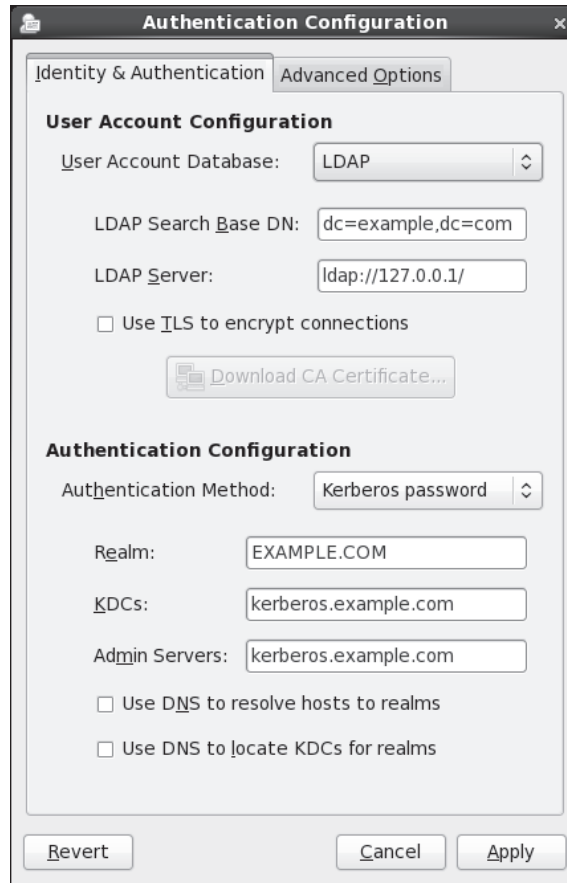 Authentication Configuration
Identity & Authentication
Advanced Options
User Account Configuration
User Account Database: LDAP
LDAP Search Base DN: dc=example,dc=com
LDAP Server: ldap://127.0.0.1/
Use TLS to encrypt connections
Download CA Certificate...
Authentication Configuration
Authentication Method: Kerberos password
Realm: EXAMPLE.COM
KDCs: kerberos.example.com
Admin Servers: kerberos.example.com
Use DNS to resolve hosts to realms
Use DNS to locate KDCs for realms
Revert
Cancel
Apply